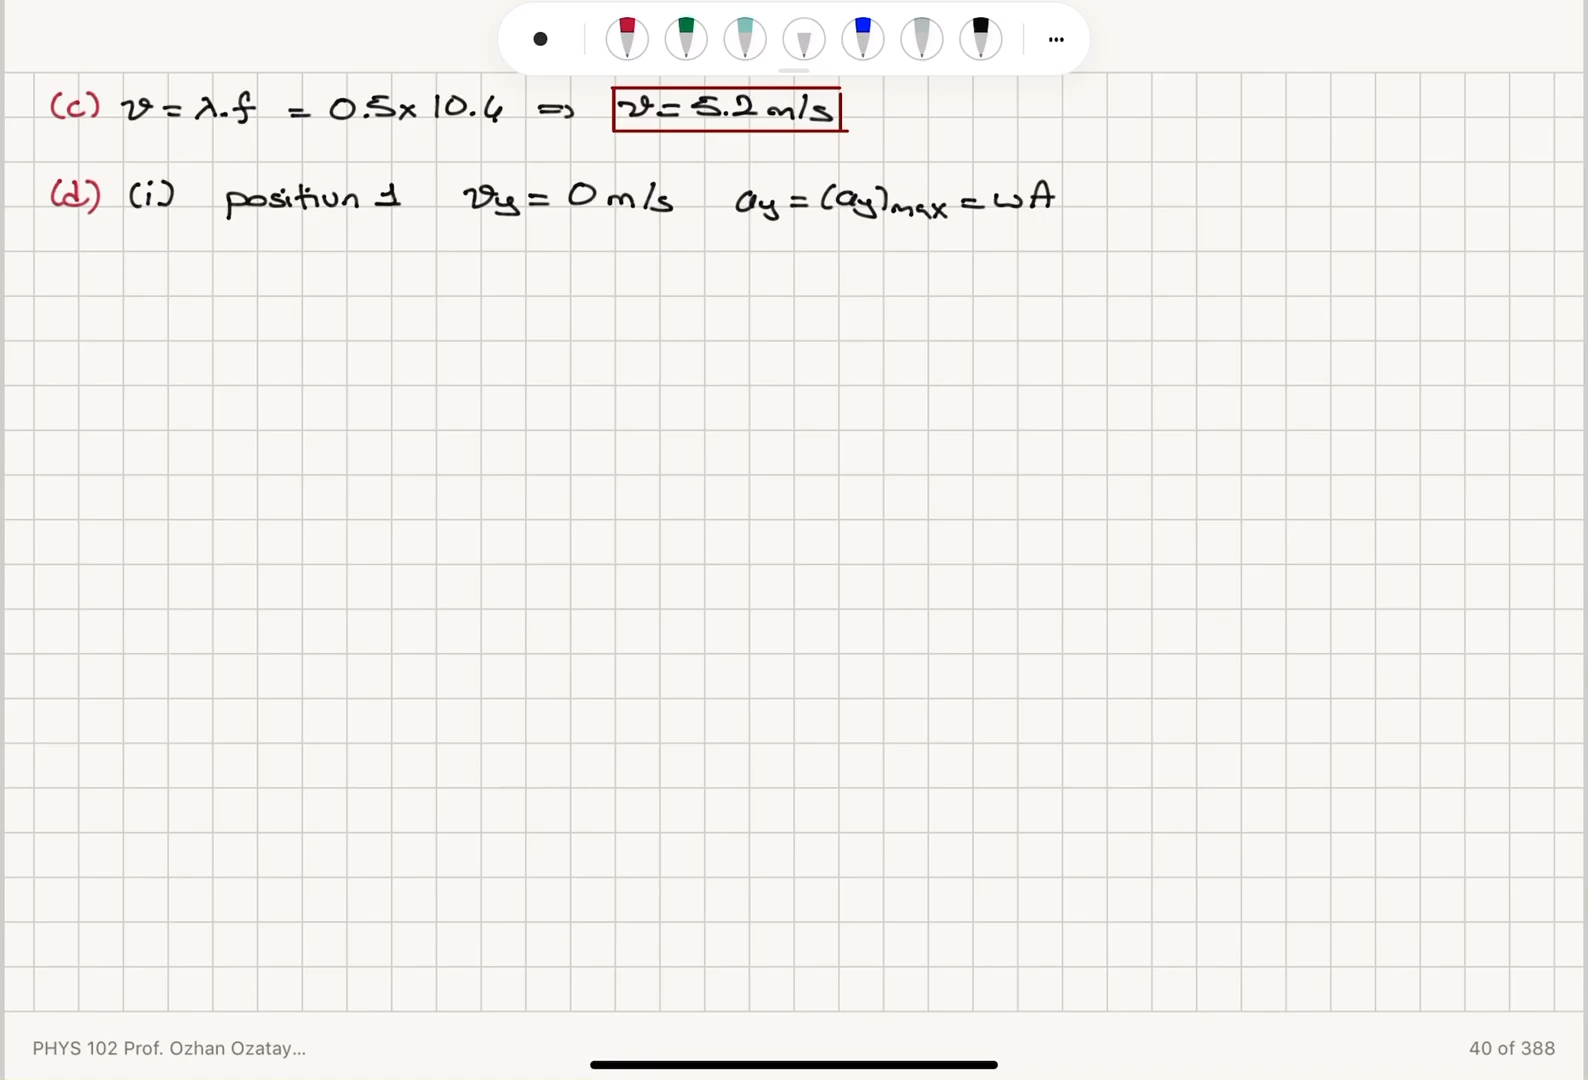 (c) v = λ.f = 0.5 x 10.4 => v = 5.2 m/s
(d) (i) position 1 vy = 0 m/s ay = (ay)max = ωA
PHYS 102 Prof. Ozhan Ozatay...
40 of 388